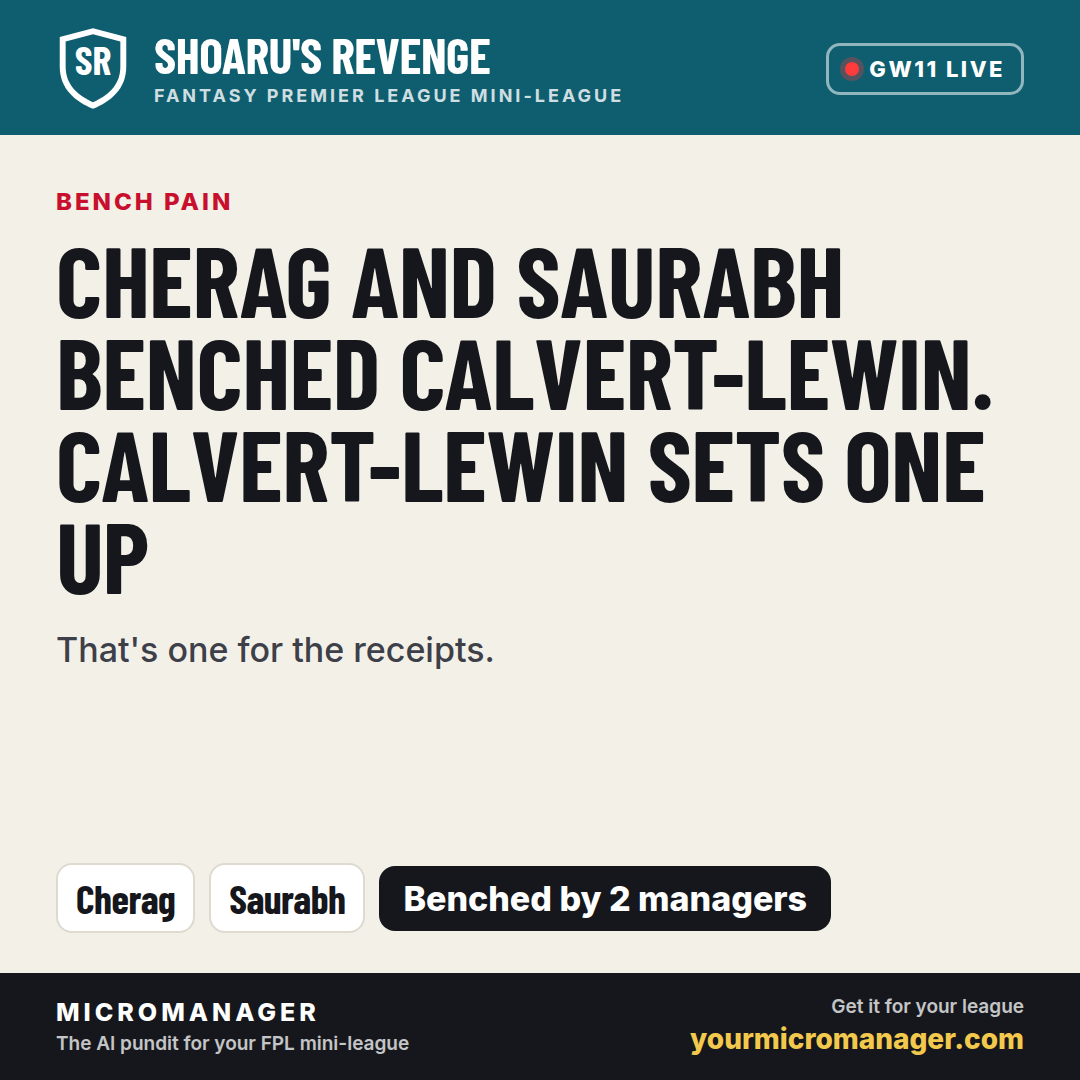 SR
SHOARU'S REVENGE
FANTASY PREMIER LEAGUE MINI-LEAGUE
GW11 LIVE
BENCH PAIN
CHERAG AND SAURABH
BENCHED CALVERT-LEWIN.
CALVERT-LEWIN SETS ONE
UP
That's one for the receipts.
Cherag
Saurabh
Benched by 2 managers
MICROMANAGER
The AI pundit for your FPL mini-league
Get it for your league
yourmicromanager.com